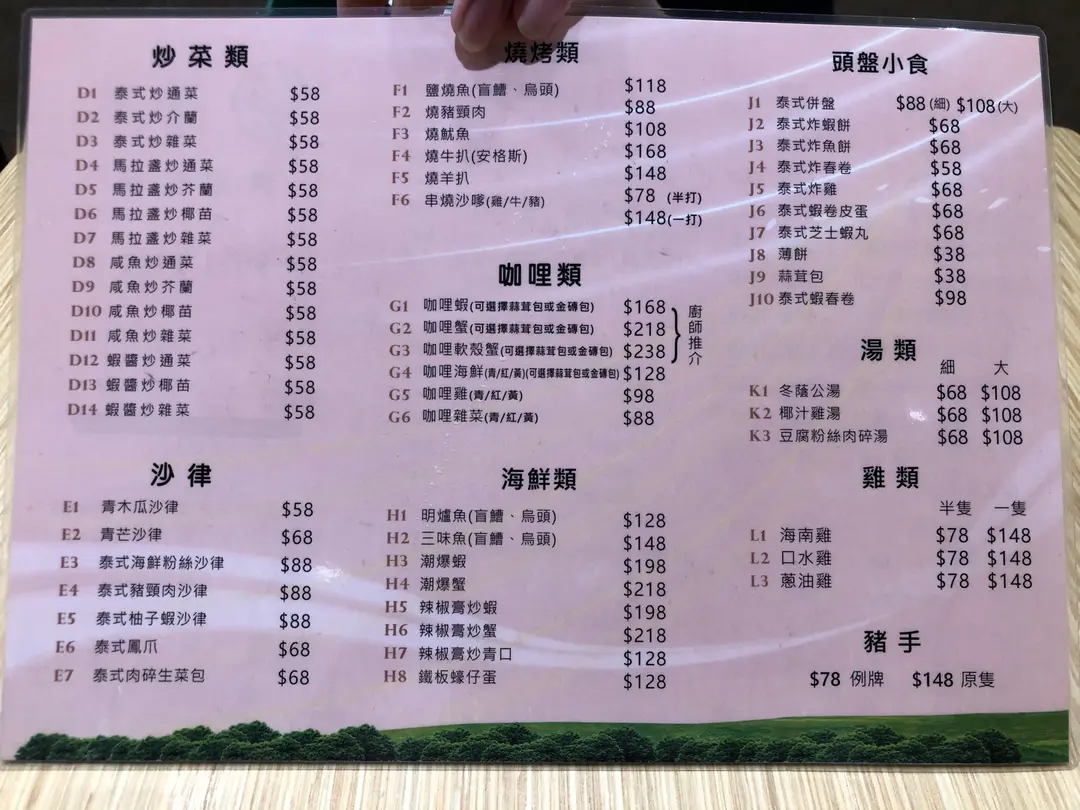 炒菜類
D1 泰式炒通菜 $58
D2 泰式炒介蘭 $58
D3 泰式炒雜菜 $58
D4 馬拉盞炒通菜 $58
D5 馬拉盞炒芥蘭 $58
D6 馬拉盞炒椰苗 $58
D7 馬拉盞炒雜菜 $58
D8 咸魚炒通菜 $58
D9 咸魚炒芥蘭 $58
D10 咸魚炒椰苗 $58
D11 咸魚炒雜菜 $58
D12 蝦醬炒通菜 $58
D13 蝦醬炒椰苗 $58
D14 蝦醬炒雜菜 $58
沙律
E1 青木瓜沙律 $58
E2 青芒沙律 $68
E3 泰式海鮮粉絲沙律 $88
E4 泰式豬頸肉沙律 $88
E5 泰式柚子蝦沙律 $88
E6 泰式鳳爪 $68
E7 泰式肉碎生菜包 $68
燒烤類
F1 鹽燒魚(盲鰽、烏頭) $118
F2 燒豬頸肉 $88
F3 燒魷魚 $108
F4 燒牛扒(安格斯) $168
F5 燒羊扒 $148
F6 串燒沙嗲(雞/牛/豬) $78 (半打)
$148(一打)
咖哩類
G1 咖哩蝦(可選擇蒜茸包或金磚包) $168
G2 咖哩蟹(可選擇蒜茸包或金磚包) $218
G3 咖哩軟殼蟹(可選擇蒜茸包或金磚包) $238
廚師推介
G4 咖哩海鮮(青/紅/黃)(可選擇蒜茸包或金磚包) $128
G5 咖哩雞(青/紅/黃) $98
G6 咖哩雜菜(青/紅/黃) $88
海鮮類
H1 明爐魚(盲鰽、烏頭) $128
H2 三味魚(盲鰽、烏頭) $148
H3 潮爆蝦 $198
H4 潮爆蟹 $218
H5 辣椒膏炒蝦 $198
H6 辣椒膏炒蟹 $218
H7 辣椒膏炒青口 $128
H8 鐵板蠔仔蛋 $128
頭盤小食
J1 泰式併盤 $88(細) $108(大)
J2 泰式炸蝦餅 $68
J3 泰式炸魚餅 $68
J4 泰式炸春卷 $58
J5 泰式炸雞 $68
J6 泰式蝦卷皮蛋 $68
J7 泰式芝士蝦丸 $68
J8 薄餅 $38
J9 蒜茸包 $38
J10 泰式蝦春卷 $98
湯類
細 大
K1 冬蔭公湯 $68 $108
K2 椰汁雞湯 $68 $108
K3 豆腐粉絲肉碎湯 $68 $108
雞類
半隻 一隻
L1 海南雞 $78 $148
L2 口水雞 $78 $148
L3 蔥油雞 $78 $148
豬手
$78 例牌 $148 原隻